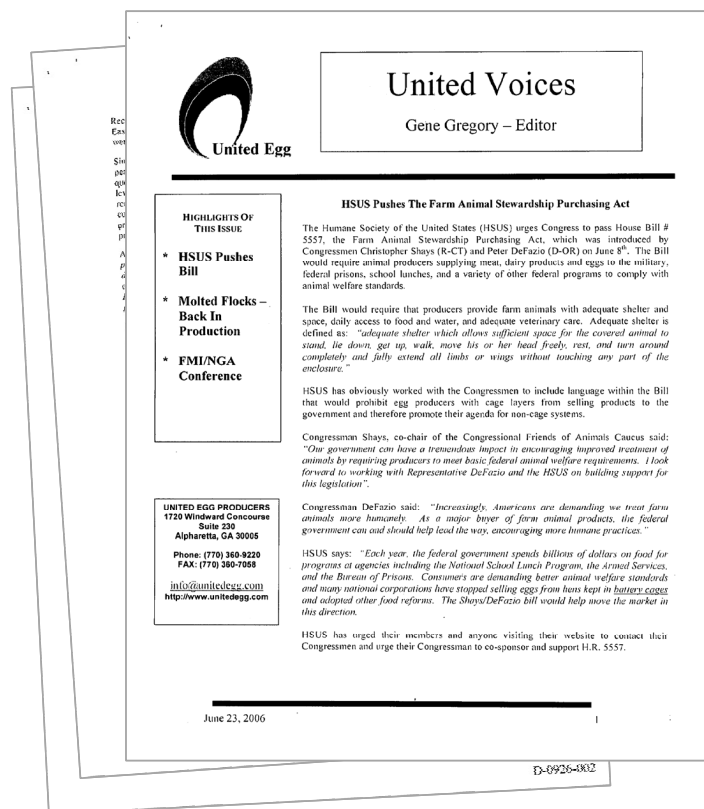 United Egg
United Voices
Gene Gregory – Editor
HIGHLIGHTS OF
THIS ISSUE
* HSUS Pushes
Bill
* Molted Flocks –
Back In
Production
* FMI/NGA
Conference
UNITED EGG PRODUCERS
1720 Windward Concourse
Suite 230
Alpharetta, GA 30005
Phone: (770) 360-9220
FAX: (770) 360-7058
info@unitedegg.com
http://www.unitedegg.com
HSUS Pushes The Farm Animal Stewardship Purchasing Act
The Humane Society of the United States (HSUS) urges Congress to pass House Bill #
5557, the Farm Animal Stewardship Purchasing Act, which was introduced by
Congressmen Christopher Shays (R-CT) and Peter DeFazio (D-OR) on June 8th. The Bill
would require animal producers supplying meat, dairy products and eggs to the military,
federal prisons, school lunches, and a variety of other federal programs to comply with
animal welfare standards.
The Bill would require that producers provide farm animals with adequate shelter and
space, daily access to food and water, and adequate veterinary care. Adequate shelter is
defined as: "adequate shelter which allows sufficient space for the covered animal to
stand, lie down, get up, walk, move his or her head freely, rest, and turn around
completely and fully extend all limbs or wings without touching any part of the
enclosure."
HSUS has obviously worked with the Congressmen to include language within the Bill
that would prohibit egg producers with cage layers from selling products to the
government and therefore promote their agenda for non-cage systems.
Congressman Shays, co-chair of the Congressional Friends of Animals Caucus said:
"Our government can have a tremendous impact in encouraging improved treatment of
animals by requiring producers to meet basic federal animal welfare requirements. I look
forward to working with Representative DeFazio and the HSUS on building support for
this legislation".
Congressman DeFazio said: "Increasingly, Americans are demanding we treat farm
animals more humanely. As a major buyer of farm animal products, the federal
government can and should help lead the way, encouraging more humane practices."
HSUS says: "Each year, the federal government spends billions of dollars on food for
programs at agencies including the National School Lunch Program, the Armed Services,
and the Bureau of Prisons. Consumers are demanding better animal welfare standards
and many national corporations have stopped selling eggs from hens kept in battery cages
and adopted other food reforms. The Shays/DeFazio bill would help move the market in
this direction.
HSUS has urged their members and anyone visiting their website to contact their
Congressmen and urge their Congressman to co-sponsor and support H.R. 5557.
June 23, 2006
1
D-0926-002